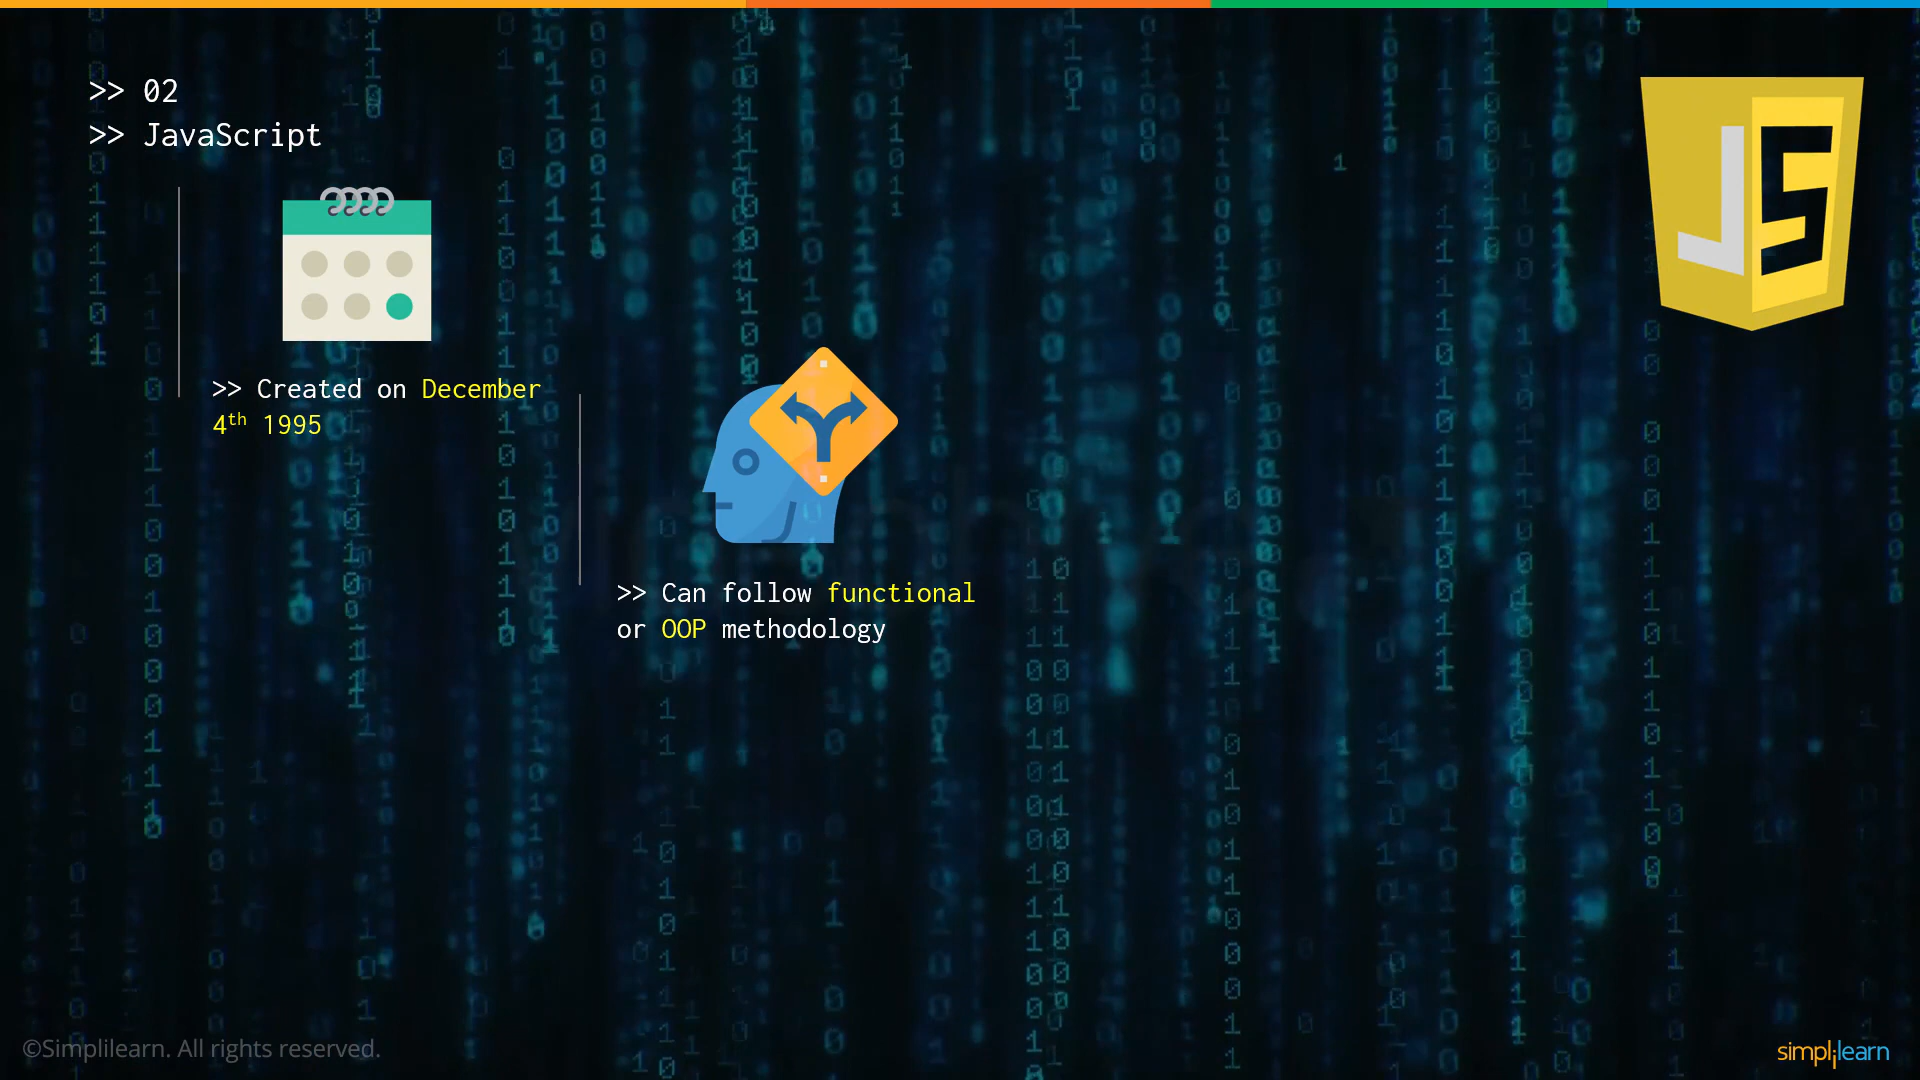 >> 02
>> JavaScript
JS
>> Created on December
4th 1995
>> Can follow functional
or OOP methodology
©Simplilearn. All rights reserved.
simplilearn